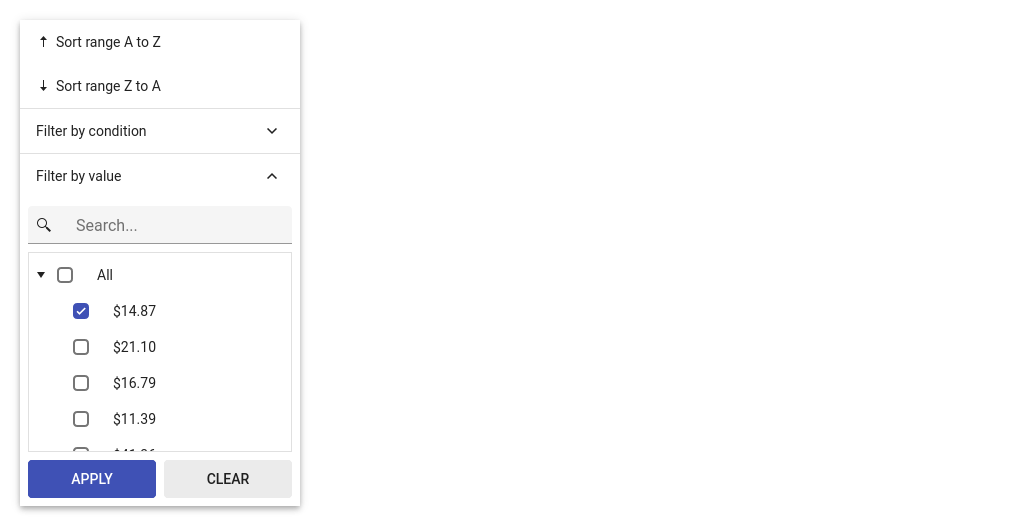 Sort range A to Z
Sort range Z to A
Filter by condition
Filter by value
Search...
All
$14.87
$21.10
$16.79
$11.39
APPLY
CLEAR